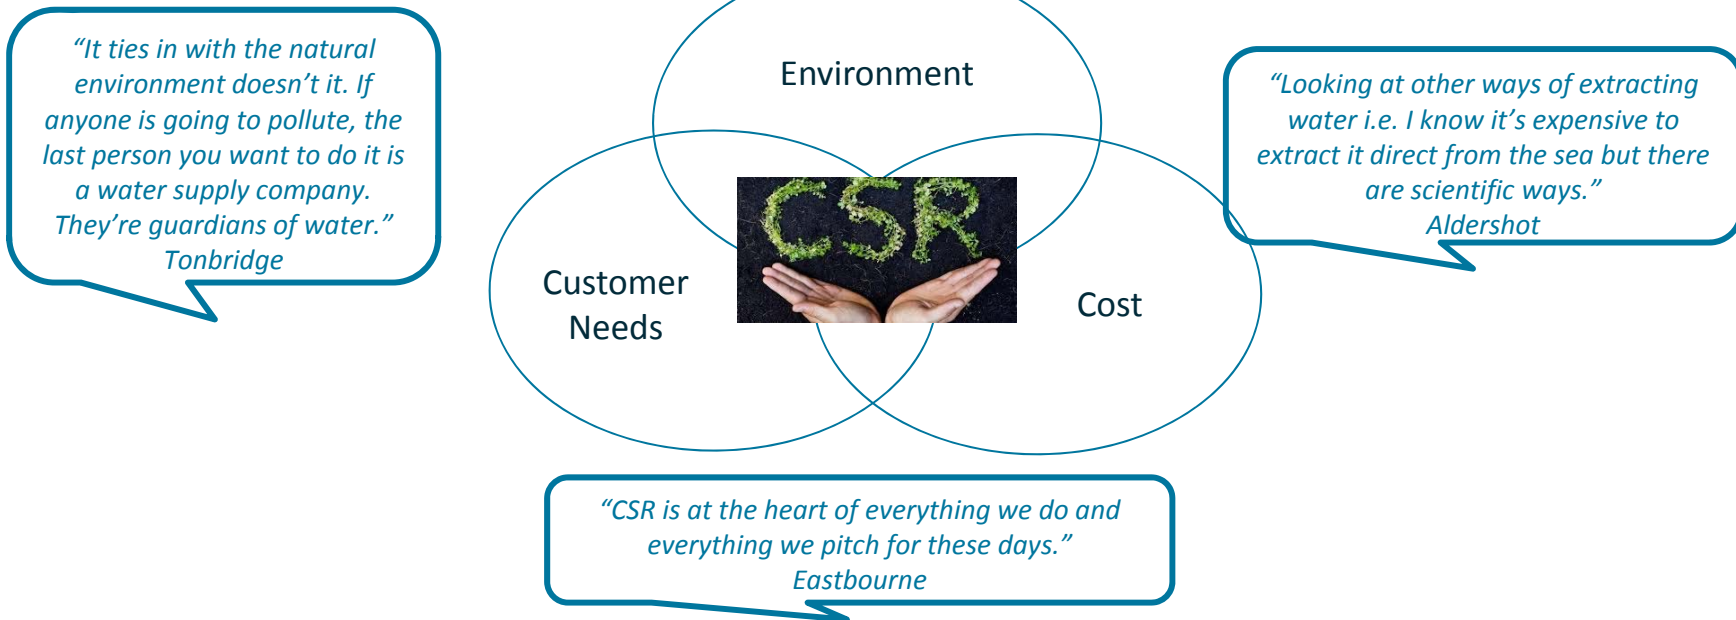 “It ties in with the natural
environment doesn’t it. If
anyone is going to pollute, the
last person you want to do it is
a water supply company.
They’re guardians of water.”
Tonbridge
Environment
“Looking at other ways of extracting
water i.e. I know it’s expensive to
extract it direct from the sea but there
are scientific ways.”
Aldershot
CSR
Customer
Needs
Cost
“CSR is at the heart of everything we do and
everything we pitch for these days.”
Eastbourne